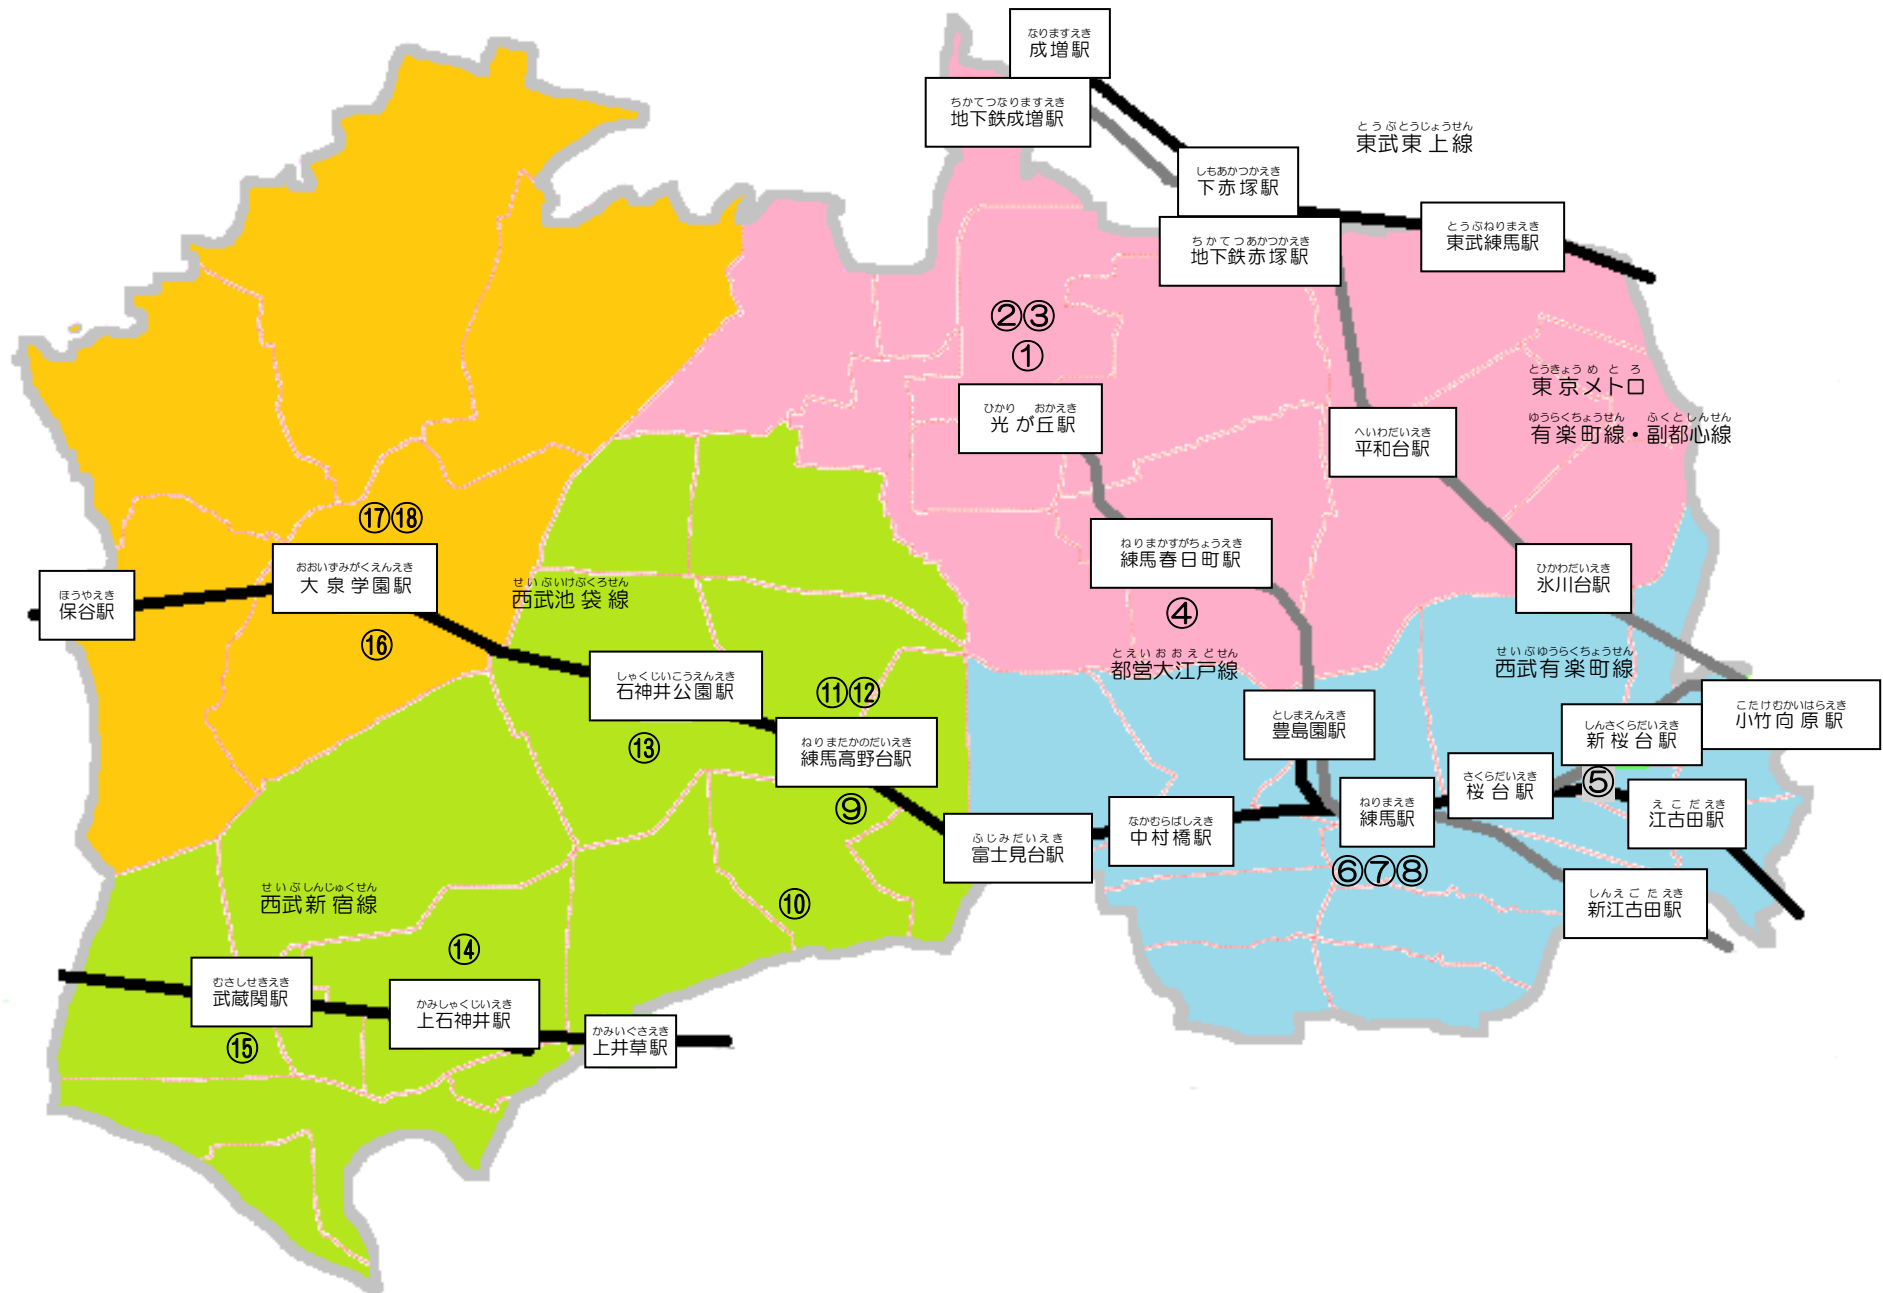 なりますえき
成増駅
ちかてつなりますえき
地下鉄成増駅
とうぶとうじょうせん
東武東上線
しもあかつかえき
下赤塚駅
とうぶねりまえき
東武練馬駅
ちかてつあかつかえき
地下鉄赤塚駅
②③
①
とうきょうめとろ
東京メトロ
ゆうらくちょうせん ふくとしんせん
有楽町線・副都心線
ひかり おかえき
光が丘駅
へいわだいえき
平和台駅
⑰⑱
おおいずみがくえんえき
大泉学園駅
ほうやえき
保谷駅
せいぶいけぶくろせん
西武池袋線
ねりまかすがちょうえき
練馬春日町駅
ひかわだいえき
氷川台駅
④
⑯
とえいおおえどせん
都営大江戸線
せいぶゆうらくちょうせん
西武有楽町線
しゃくじいこうえんえき
石神井公園駅
⑪⑫
⑬
ねりまたかのだいえき
練馬高野台駅
としまえんえき
豊島園駅
こたけむかいはらえき
小竹向原駅
しんさくらだいえき
新桜台駅
さくらだいえき
桜台駅
⑤
えこだえき
江古田駅
ねりまえき
練馬駅
⑨
なかむらばしえき
中村橋駅
ふじみだいえき
富士見台駅
⑥⑦⑧
しんえごたえき
新江古田駅
せいぶしんじゅくせん
西武新宿線
⑩
⑭
むさしせきえき
武蔵関駅
かみしゃくじいえき
上石神井駅
かみいぐさえき
上井草駅
⑮